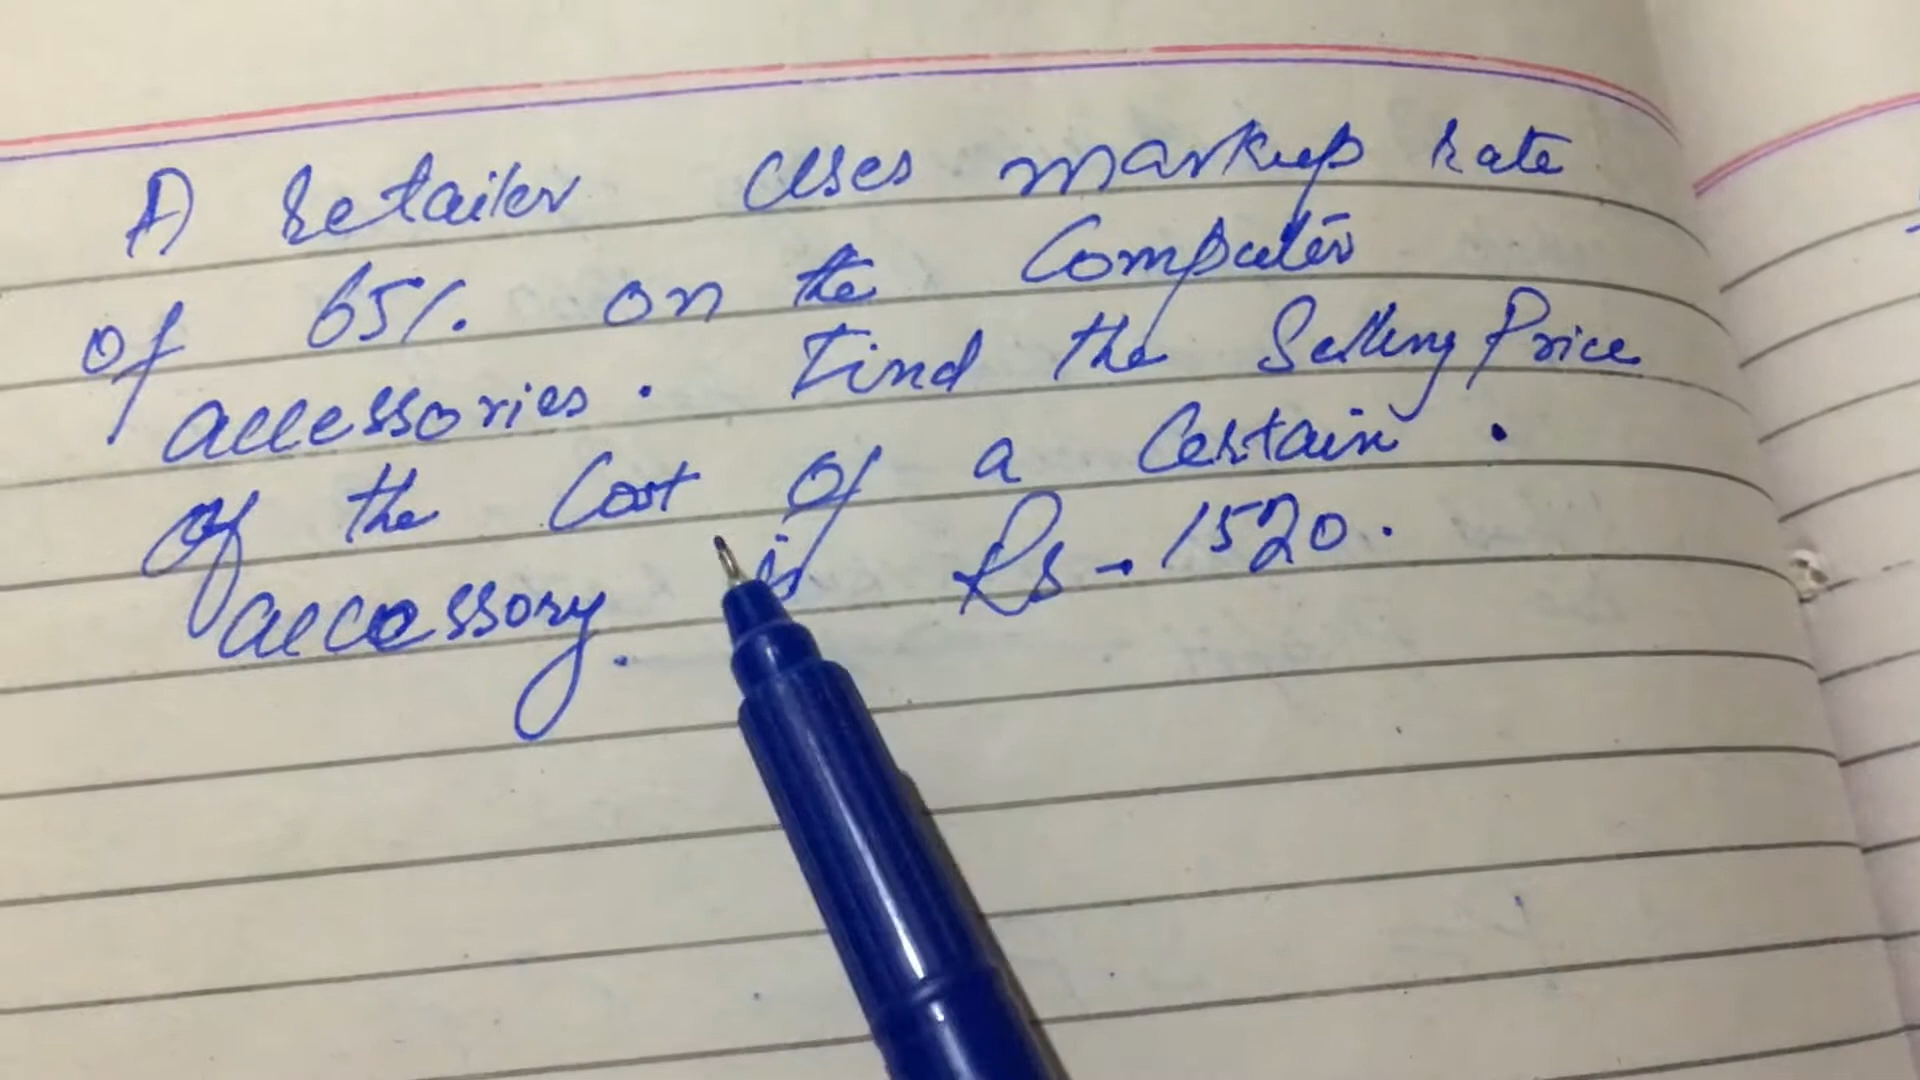 A retailer uses markup rate
of 65%. on the Computer
accessories. Find the Selling Price
Of the Cost of a Certain.
accessory. is Rs - 1520.